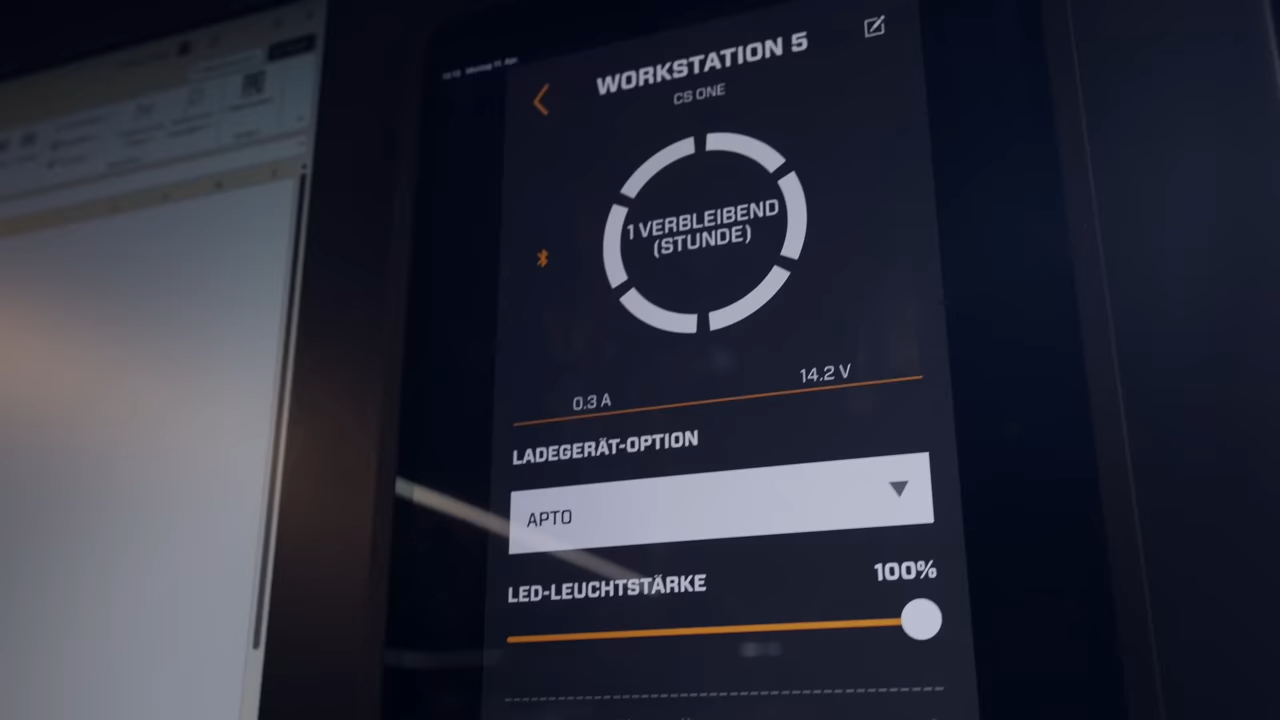 WORKSTATION 5
CS ONE
1 VERBLEIBEND
(STUNDE)
0.3 A
14.2 V
LADEGERÄT-OPTION
APTO
LED-LEUCHTSTÄRKE
100%